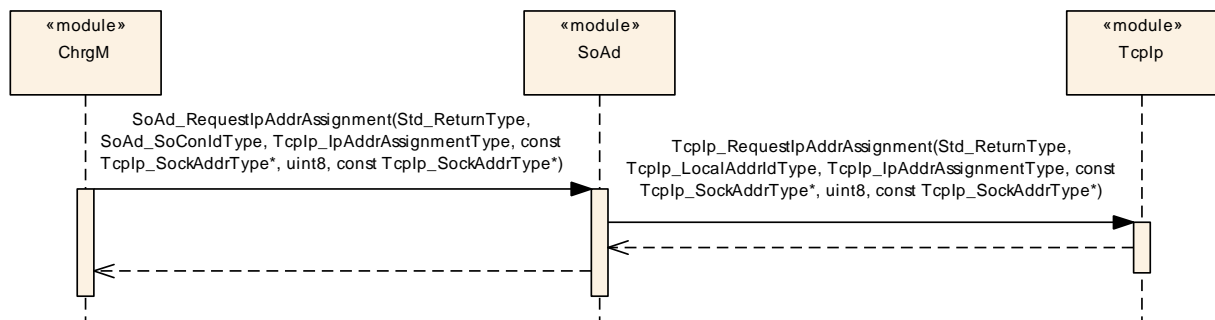 «module»
ChrgM
«module»
SoAd
«module»
TcpIp
SoAd_RequestIpAddrAssignment(Std_ReturnType,
SoAd_SoConIdType, TcpIp_IpAddrAssignmentType, const
TcpIp_SockAddrType*, uint8, const TcpIp_SockAddrType*)
TcpIp_RequestIpAddrAssignment(Std_ReturnType,
TcpIp_LocalAddrIdType, TcpIp_IpAddrAssignmentType, const
TcpIp_SockAddrType*, uint8, const TcpIp_SockAddrType*)